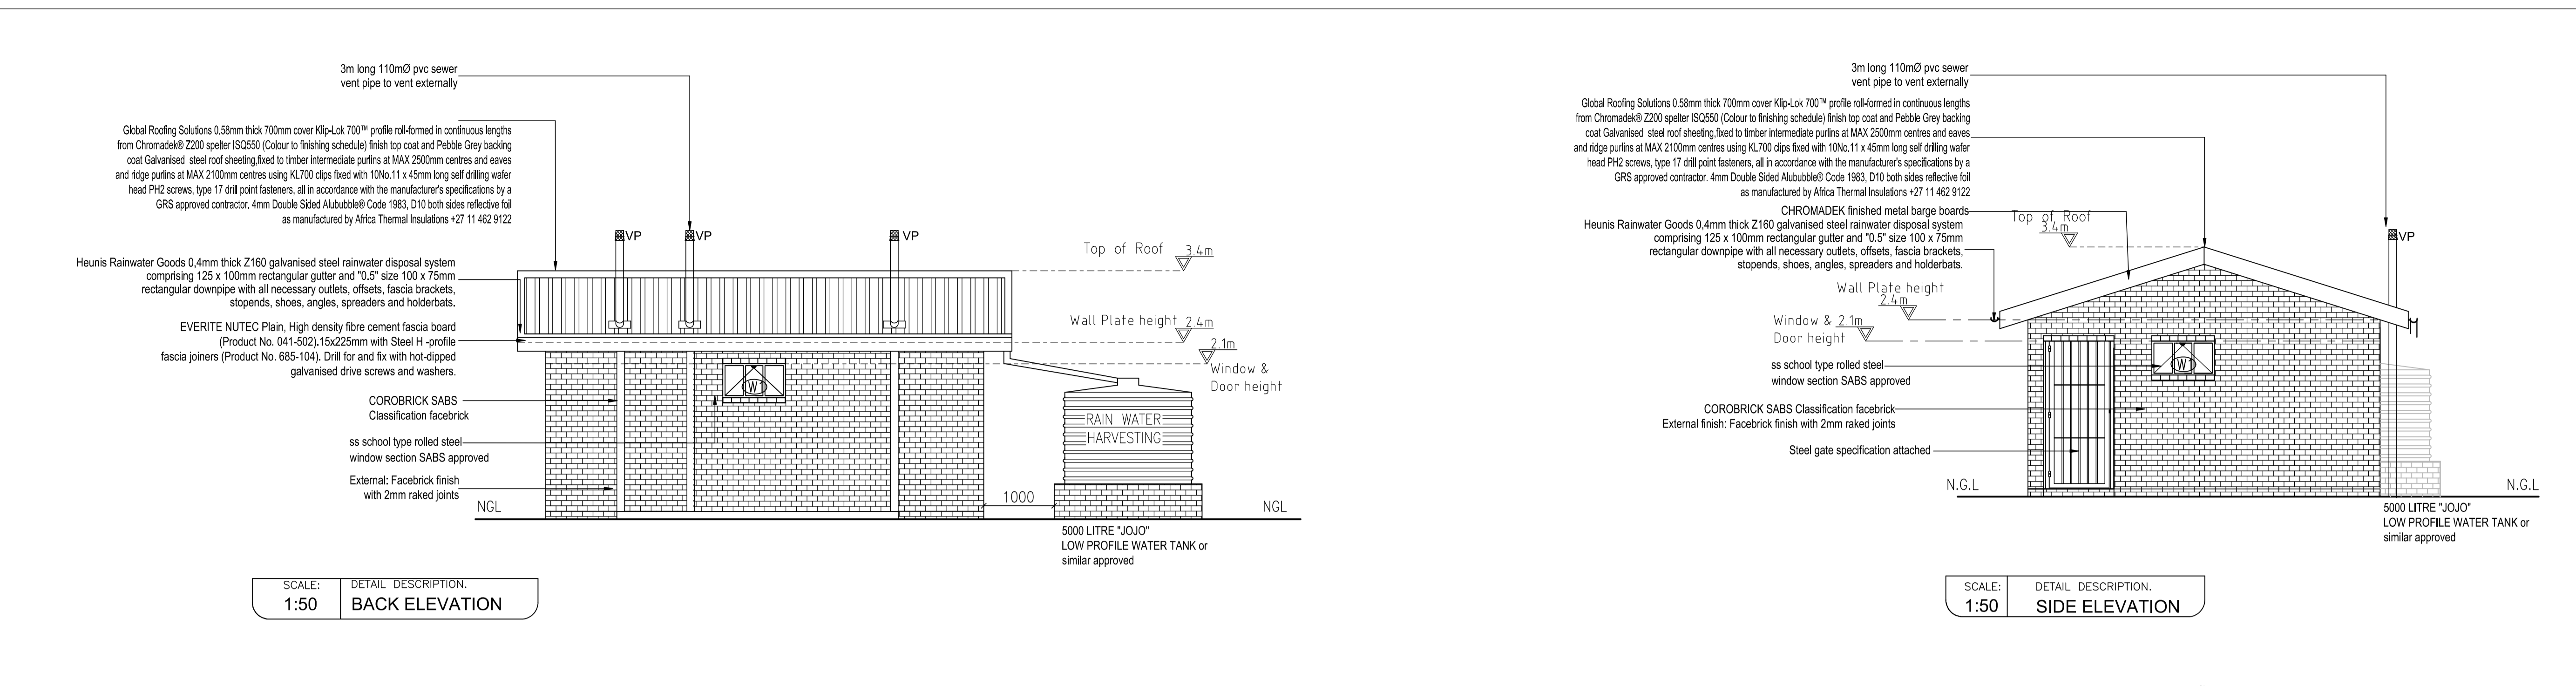 3m long 110mØ pvc sewer
vent pipe to vent externally
Global Roofing Solutions 0.58mm thick 700mm cover Klip-Lok 700™ profile roll-formed in continuous lengths
from Chromadek® Z200 spelter ISQ550 (Colour to finishing schedule) finish top coat and Pebble Grey backing
coat Galvanised steel roof sheeting,fixed to timber intermediate purlins at MAX 2500mm centres and eaves
and ridge purlins at MAX 2100mm centres using KL700 clips fixed with 10No.11 x 45mm long self drilling wafer
head PH2 screws, type 17 drill point fasteners, all in accordance with the manufacturer's specifications by a
GRS approved contractor. 4mm Double Sided Alububble® Code 1983, D10 both sides reflective foil
as manufactured by Africa Thermal Insulations +27 11 462 9122
Heunis Rainwater Goods 0,4mm thick Z160 galvanised steel rainwater disposal system
comprising 125 x 100mm rectangular gutter and "0.5" size 100 x 75mm
rectangular downpipe with all necessary outlets, offsets, fascia brackets,
stopends, shoes, angles, spreaders and holderbats.
EVERITE NUTEC Plain, High density fibre cement fascia board
(Product No. 041-502).15x225mm with Steel H -profile
fascia joiners (Product No. 685-104). Drill for and fix with hot-dipped
galvanised drive screws and washers.
COROBRICK SABS
Classification facebrick
ss school type rolled steel
window section SABS approved
External: Facebrick finish
with 2mm raked joints
VP
VP
VP
Top of Roof 3.4m
Wall Plate height 2.4m
2.1m
Window &
Door height
W1
RAIN WATER
HARVESTING
1000
NGL
NGL
5000 LITRE "JOJO"
LOW PROFILE WATER TANK or
similar approved
SCALE:
1:50
DETAIL DESCRIPTION.
BACK ELEVATION
3m long 110mØ pvc sewer
vent pipe to vent externally
Global Roofing Solutions 0.58mm thick 700mm cover Klip-Lok 700™ profile roll-formed in continuous lengths
from Chromadek® Z200 spelter ISQ550 (Colour to finishing schedule) finish top coat and Pebble Grey backing
coat Galvanised steel roof sheeting,fixed to timber intermediate purlins at MAX 2500mm centres and eaves
and ridge purlins at MAX 2100mm centres using KL700 clips fixed with 10No.11 x 45mm long self drilling wafer
head PH2 screws, type 17 drill point fasteners, all in accordance with the manufacturer's specifications by a
GRS approved contractor. 4mm Double Sided Alububble® Code 1983, D10 both sides reflective foil
as manufactured by Africa Thermal Insulations +27 11 462 9122
CHROMADEK finished metal barge boards
Heunis Rainwater Goods 0,4mm thick Z160 galvanised steel rainwater disposal system
comprising 125 x 100mm rectangular gutter and "0.5" size 100 x 75mm
rectangular downpipe with all necessary outlets, offsets, fascia brackets,
stopends, shoes, angles, spreaders and holderbats.
Top of Roof
3.4m
VP
Wall Plate height
2.4m
Window & 2.1m
Door height
ss school type rolled steel
window section SABS approved
W1
COROBRICK SABS Classification facebrick
External finish: Facebrick finish with 2mm raked joints
Steel gate specification attached
N.G.L
N.G.L
5000 LITRE "JOJO"
LOW PROFILE WATER TANK or
similar approved
SCALE:
1:50
DETAIL DESCRIPTION.
SIDE ELEVATION